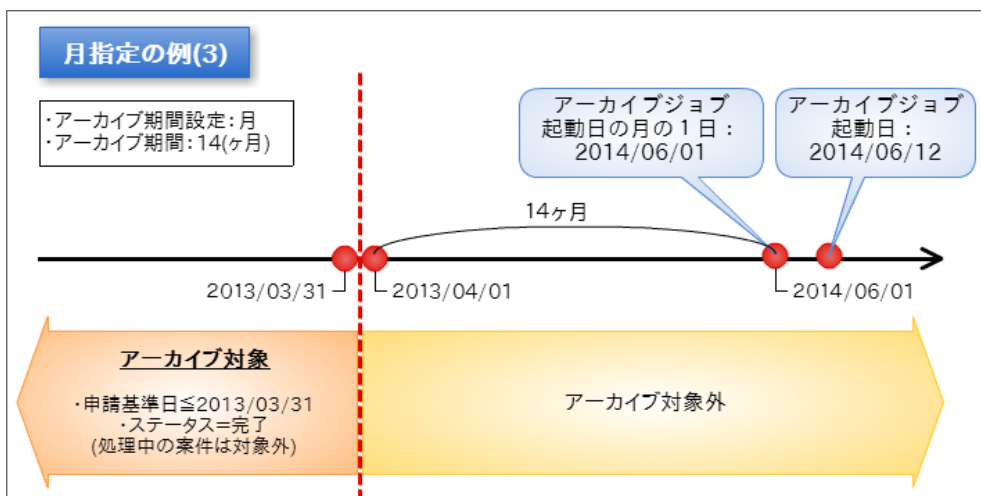 月指定の例(3)
・アーカイブ期間設定：月
・アーカイブ期間：14(ヶ月)
アーカイブジョブ
起動日の月の１日：
2014/06/01
アーカイブジョブ
起動日：
2014/06/12
14ヶ月
2013/03/31
2013/04/01
2014/06/01
アーカイブ対象
・申請基準日≦2013/03/31
・ステータス=完了
(処理中の案件は対象外)
アーカイブ対象外